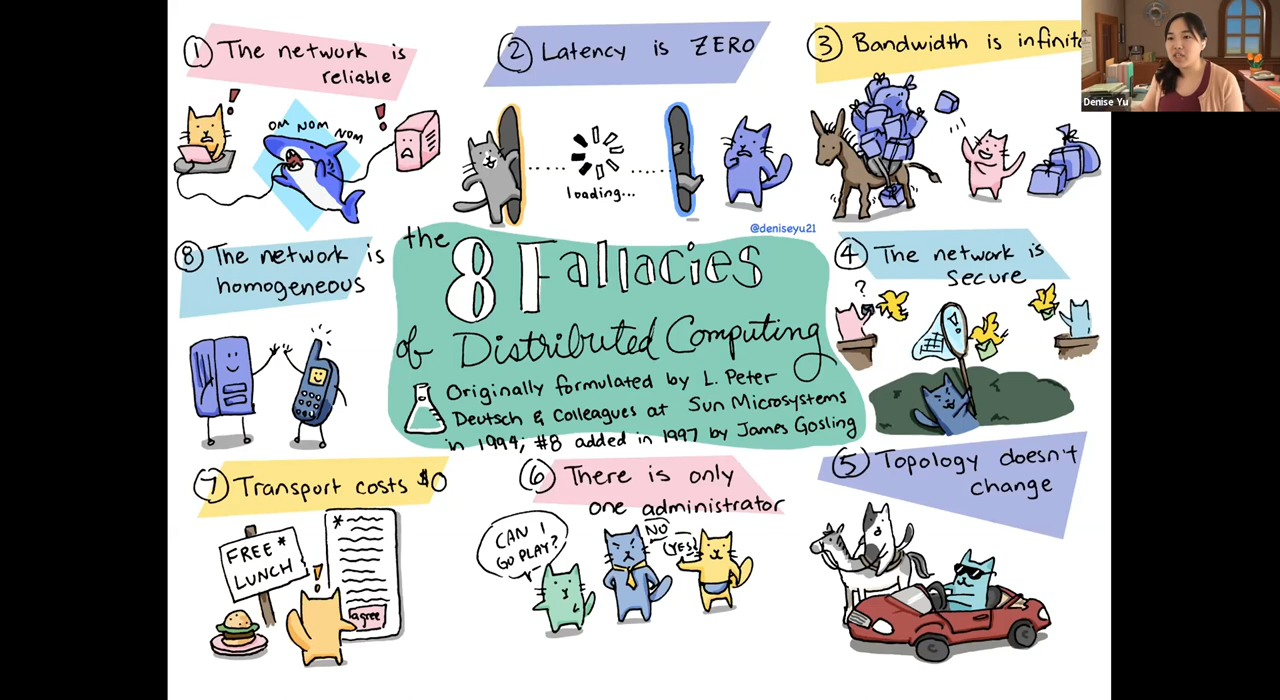 ① The network is
reliable
! !
OM NOM NOM
② Latency is ZERO
loading...
③ Bandwidth is infinite
Denise Yu
@deniseyu21
the
8 Fallacies
of Distributed Computing
Originally formulated by L. Peter
Deutsch & Colleagues at Sun Microsystems
in 1994; #8 added in 1997 by James Gosling
④ The network is
secure
?
⑤ Topology doesn't
change
⑥ There is only
one administrator
CAN I
GO PLAY?
NO
(YES!
⑦ Transport costs $0
FREE*
LUNCH
!
*
agree
⑧ The network is
homogeneous